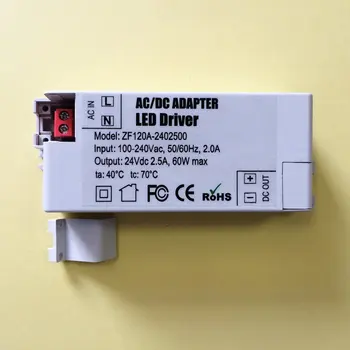 AC/DC ADAPTER
LED Driver
Model: ZF120A-2402500
Input: 100-240Vac, 50/60Hz, 2.0A
Output: 24Vdc 2.5A, 60W max
ta: 40°C tc: 70°C
AC IN
L
N
F
FC CE RoHS
+
-
DC OUT